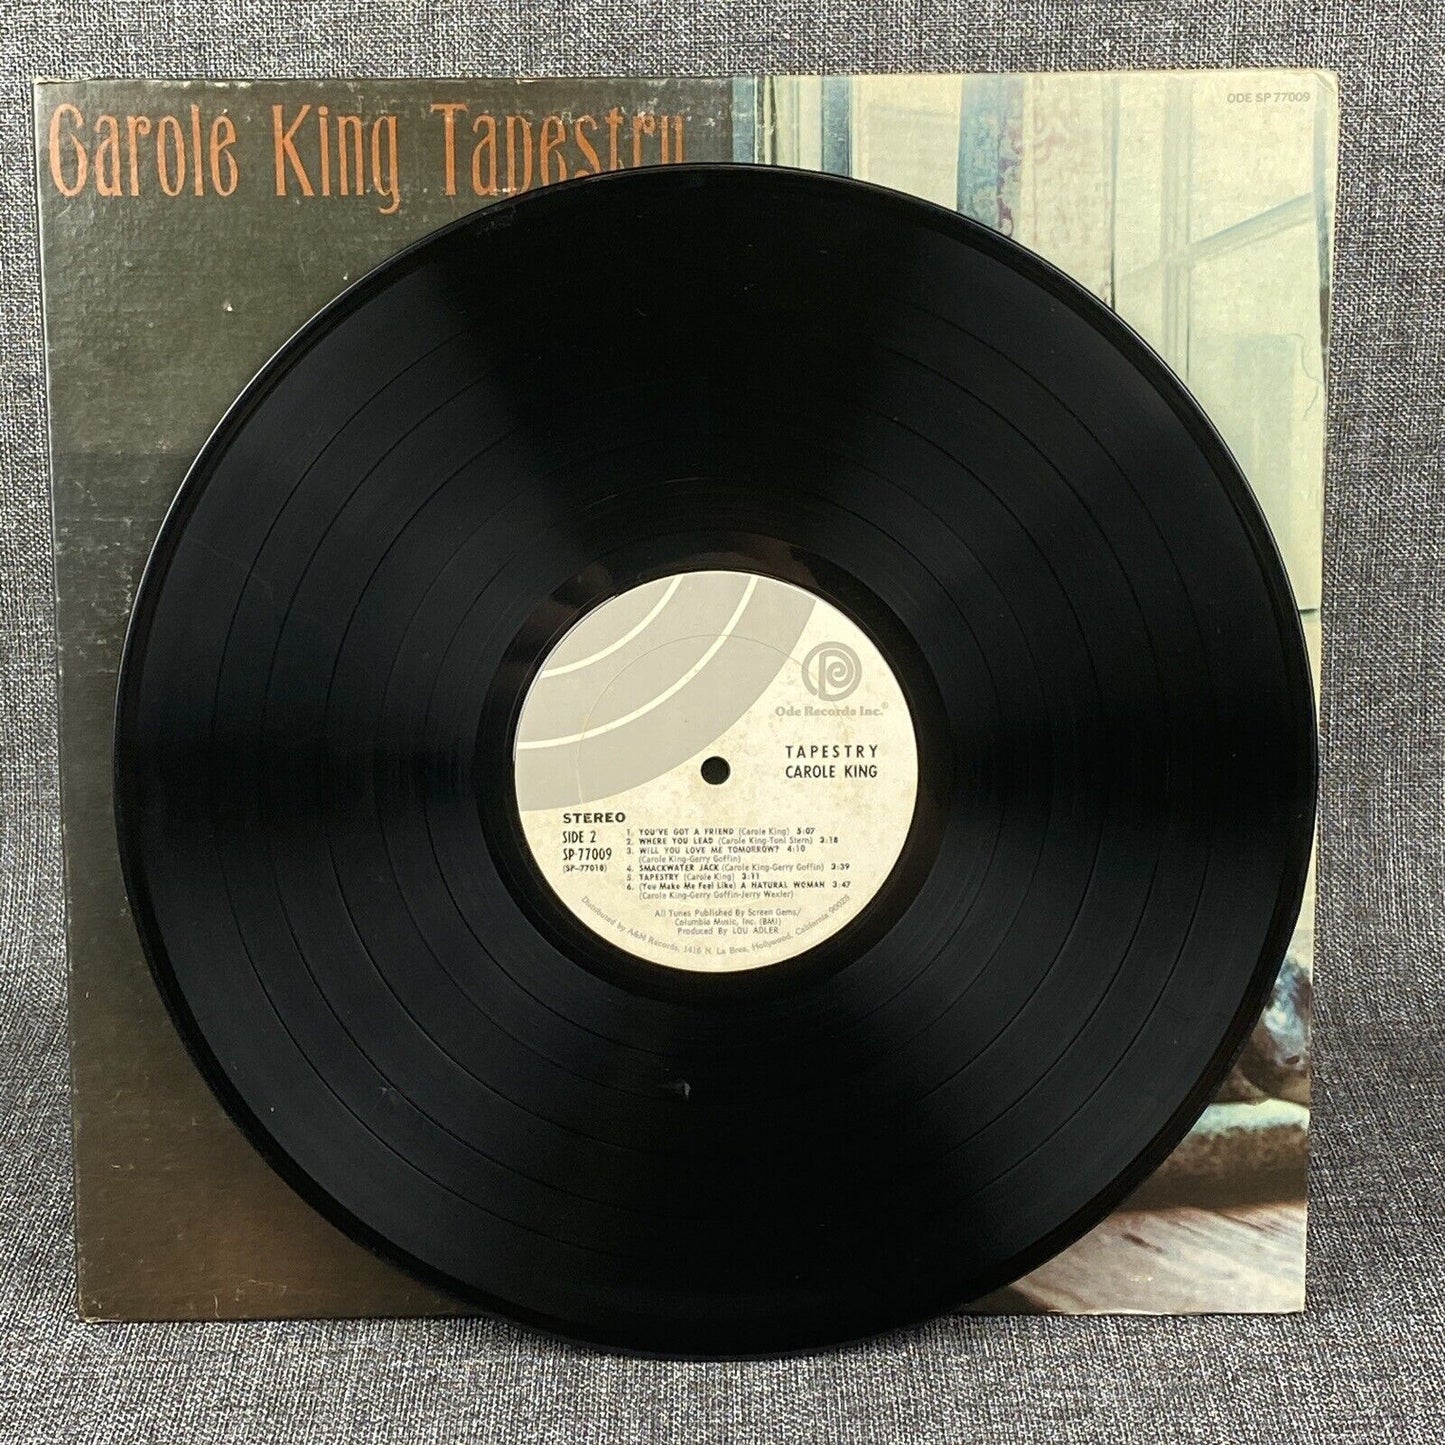 Carole King Tapestry
ODE SP 77009
Ode Records Inc.®
TAPESTRY
CAROLE KING
STEREO
SIDE 2
SP-77009
(SP-77018)
1. YOU'VE GOT A FRIEND (Carole King) 5:07
2. WHERE YOU LEAD (Carole King-Toni Stern) 3:18
3. WILL YOU LOVE ME TOMORROW? 4:10
(Carole King-Gerry Goffin)
4. SMACKWATER JACK (Carole King-Gerry Goffin) 3:39
5. TAPESTRY (Carole King) 3:11
6. (You Make Me Feel Like) A NATURAL WOMAN 3:47
(Carole King-Gerry Goffin-Jerry Wexler)
All Tunes Published By Screen Gems/
Columbia Music, Inc. (BMI)
Produced By LOU ADLER
Distributed by A&M Records, 1416 N. La Brea, Hollywood, California 90028